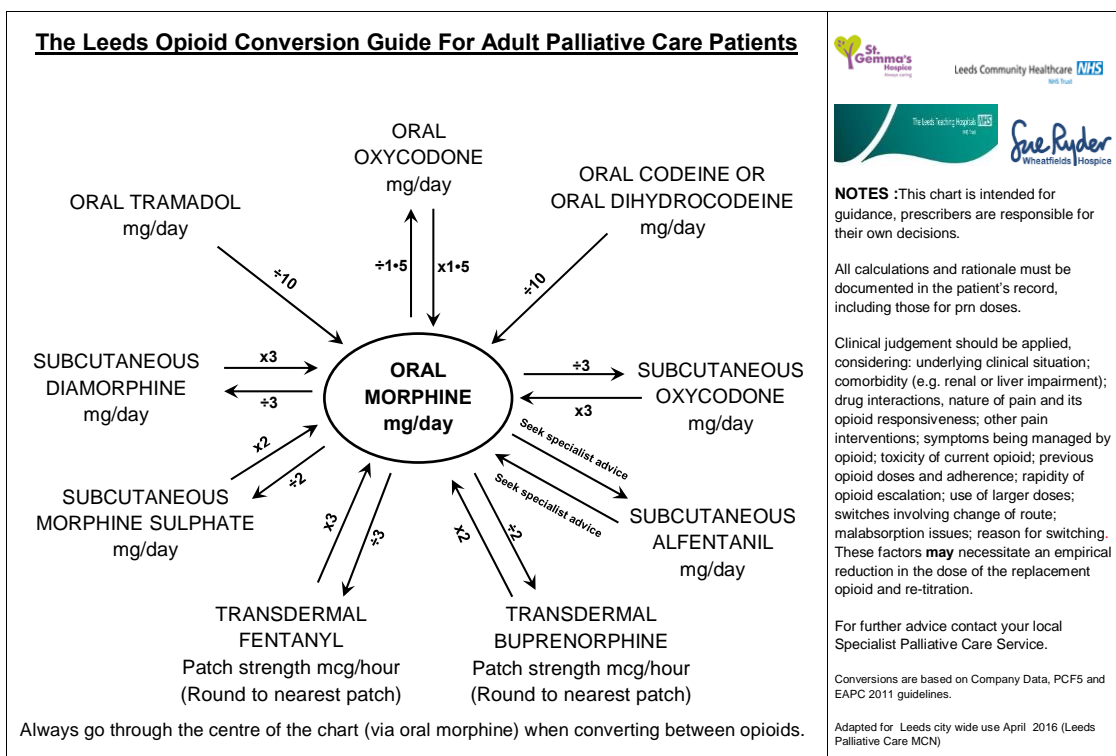 The Leeds Opioid Conversion Guide For Adult Palliative Care Patients
ORAL
OXYCODONE
mg/day
ORAL TRAMADOL
mg/day
ORAL CODEINE OR
ORAL DIHYDROCODEINE
mg/day
÷10
÷1•5
x1•5
÷10
SUBCUTANEOUS
DIAMORPHINE
mg/day
x3
÷3
ORAL
MORPHINE
mg/day
÷3
x3
SUBCUTANEOUS
OXYCODONE
mg/day
x2
÷2
SUBCUTANEOUS
MORPHINE SULPHATE
mg/day
Seek specialist advice
Seek specialist advice
SUBCUTANEOUS
ALFENTANIL
mg/day
x3
÷3
x2
÷2
TRANSDERMAL
FENTANYL
Patch strength mcg/hour
(Round to nearest patch)
TRANSDERMAL
BUPRENORPHINE
Patch strength mcg/hour
(Round to nearest patch)
Always go through the centre of the chart (via oral morphine) when converting between opioids.
St.
Gemma's
Hospice
Leeds Community Healthcare NHS
NHS Trust
The Leeds Teaching Hospitals NHS
NHS Trust
Sue Ryder
Wheatfields Hospice
NOTES :This chart is intended for
guidance, prescribers are responsible for
their own decisions.
All calculations and rationale must be
documented in the patient's record,
including those for prn doses.
Clinical judgement should be applied,
considering: underlying clinical situation;
comorbidity (e.g. renal or liver impairment);
drug interactions, nature of pain and its
opioid responsiveness; other pain
interventions; symptoms being managed by
opioid; toxicity of current opioid; previous
opioid doses and adherence; rapidity of
opioid escalation; use of larger doses;
switches involving change of route;
malabsorption issues; reason for switching.
These factors may necessitate an empirical
reduction in the dose of the replacement
opioid and re-titration.
For further advice contact your local
Specialist Palliative Care Service.
Conversions are based on Company Data, PCF5 and
EAPC 2011 guidelines.
Adapted for Leeds city wide use April 2016 (Leeds
Palliative Care MCN)